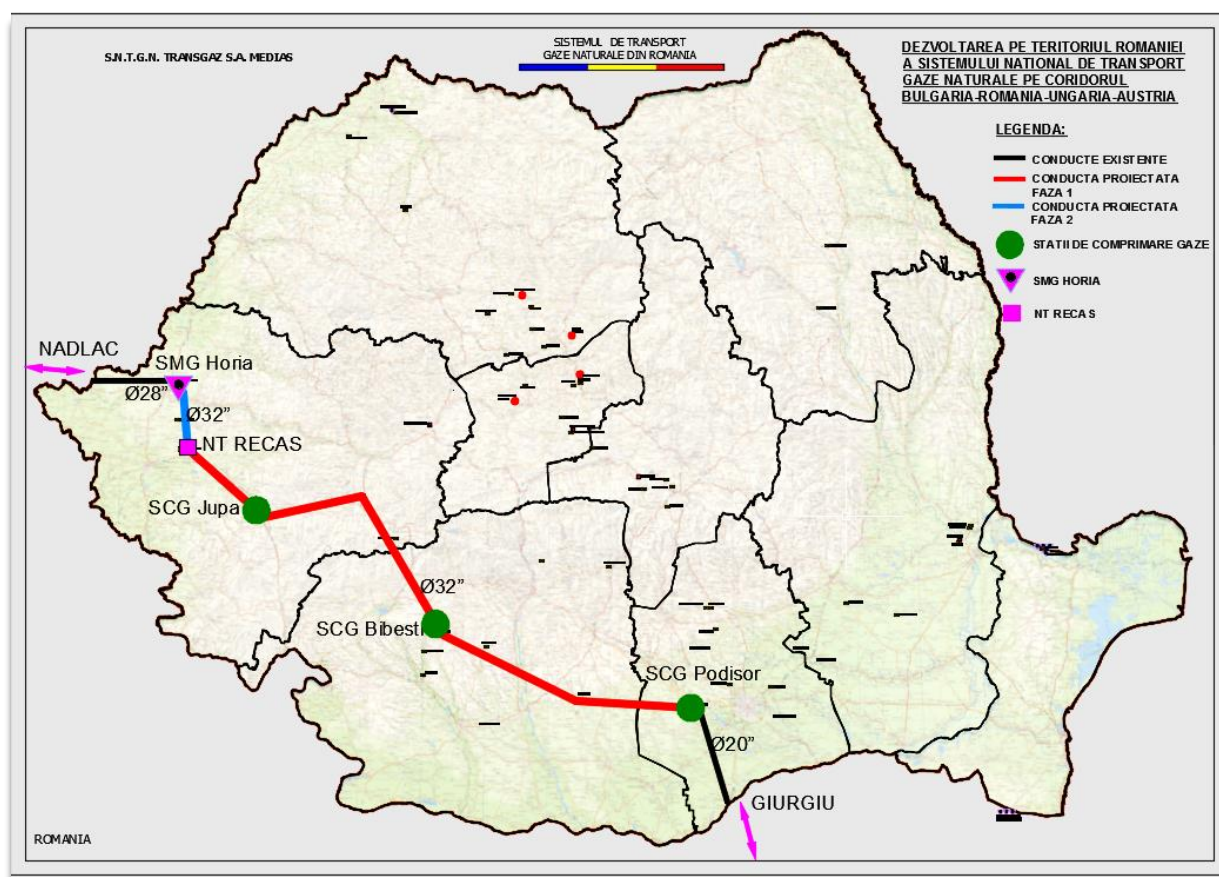 S.N.T.G.N. TRANSGAZ S.A. MEDIAS
SISTEMUL DE TRANSPORT
GAZE NATURALE DIN ROMANIA
DEZVOLTAREA PE TERITORIUL ROMANIEI
A SISTEMULUI NATIONAL DE TRANSPORT
GAZE NATURALE PE CORIDORUL
BULGARIA-ROMANIA-UNGARIA-AUSTRIA
LEGENDA:
CONDUCTE EXISTENTE
CONDUCTA PROIECTATA
FAZA 1
CONDUCTA PROIECTATA
FAZA 2
STATII DE COMPRIMARE GAZE
SMG HORIA
NT RECAS
NADLAC
SMG Horia
Ø28”
Ø32”
NT RECAS
SCG Jupa
Ø32”
SCG Bibesti
SCG Podisor
Ø20”
GIURGIU
ROMANIA